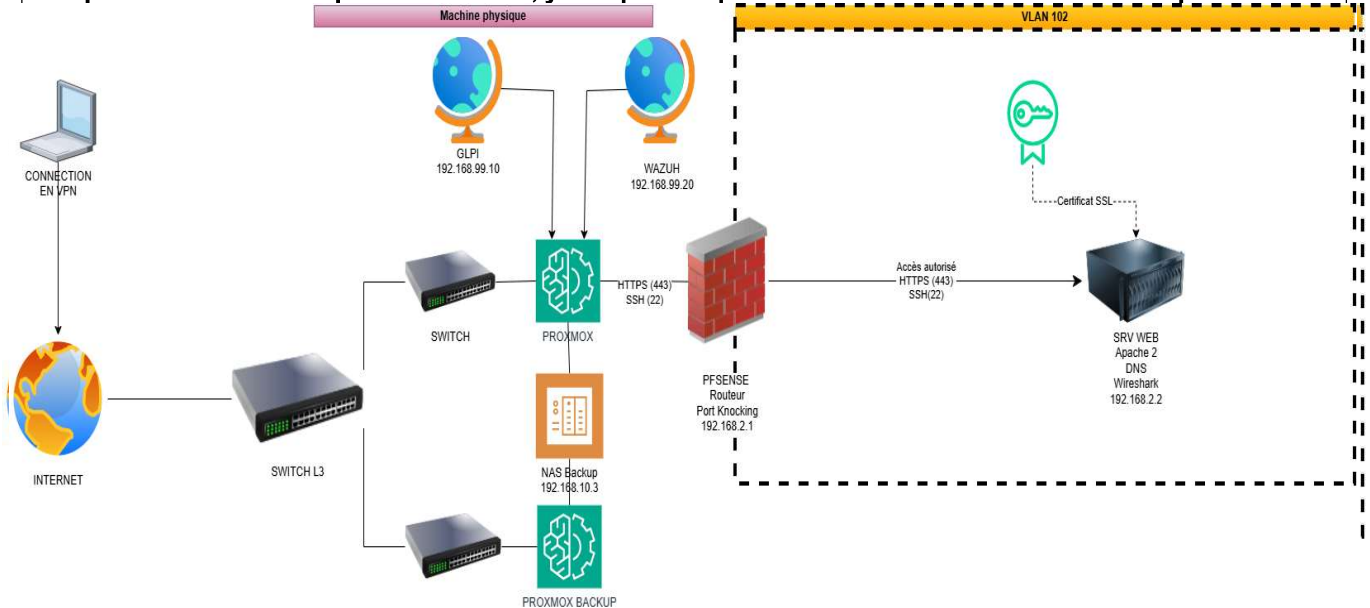 Machine physique
VLAN 102
CONNECTION
EN VPN
GLPI
192.168.99.10
WAZUH
192.168.99.20
Certificat SSL
SWITCH
PROXMOX
HTTPS (443)
SSH (22)
Accès autorisé
HTTPS (443)
SSH(22)
SRV WEB
Apache 2
DNS
Wireshark
192.168.2.2
PFSENSE
Routeur
Port Knocking
192.168.2.1
INTERNET
SWITCH L3
NAS Backup
192.168.10.3
PROXMOX BACKUP